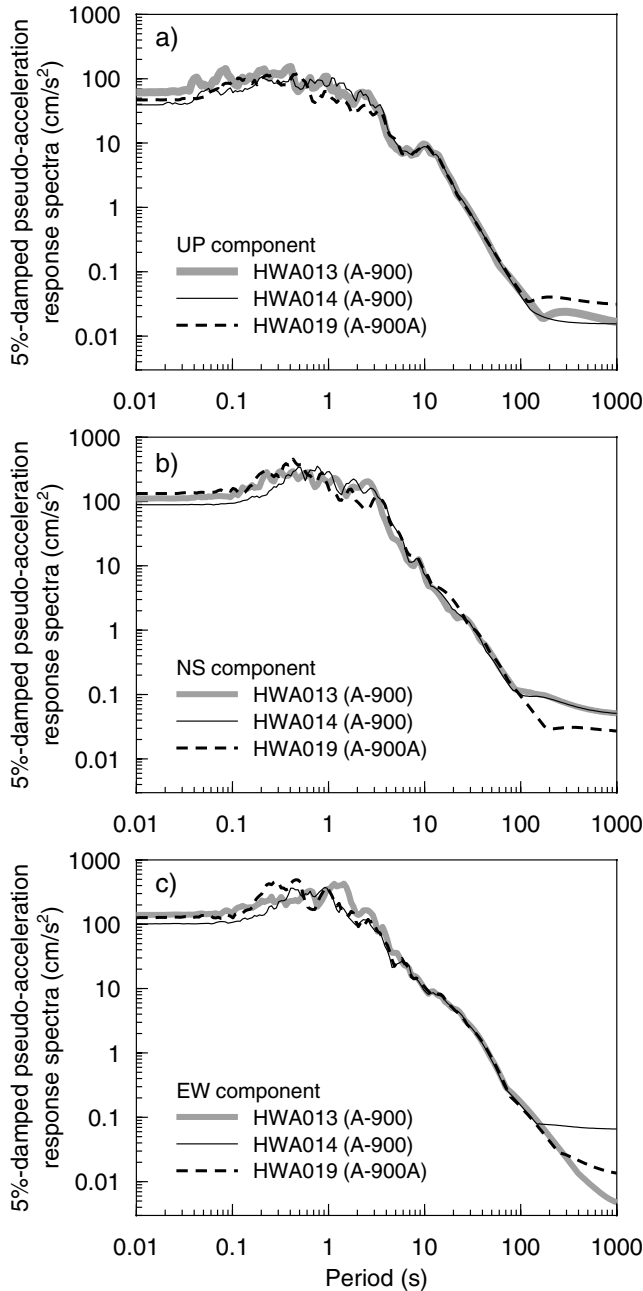 a)
1000
100
10
1
0.1
0.01
5%-damped pseudo-acceleration
response spectra (cm/s²)
UP component
HWA013 (A-900)
HWA014 (A-900)
HWA019 (A-900A)
0.01 0.1 1 10 100 1000
b)
1000
100
10
1
0.1
0.01
5%-damped pseudo-acceleration
response spectra (cm/s²)
NS component
HWA013 (A-900)
HWA014 (A-900)
HWA019 (A-900A)
0.01 0.1 1 10 100 1000
c)
1000
100
10
1
0.1
0.01
5%-damped pseudo-acceleration
response spectra (cm/s²)
EW component
HWA013 (A-900)
HWA014 (A-900)
HWA019 (A-900A)
0.01 0.1 1 10 100 1000
Period (s)